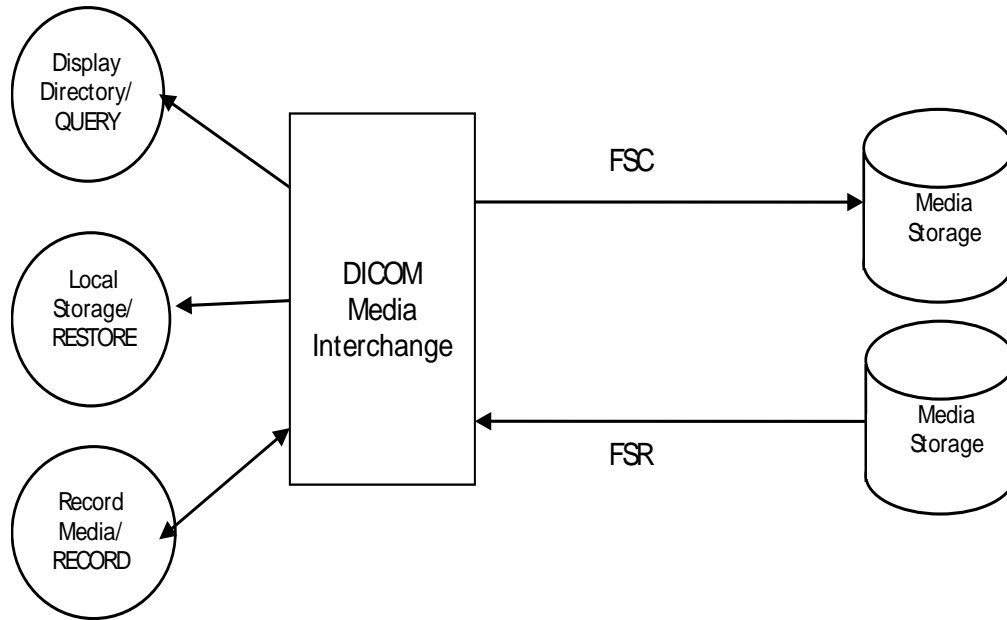 Display
Directory/
QUERY
Local
Storage/
RESTORE
Record
Media/
RECORD
DICOM
Media
Interchange
FSC
FSR
Media
Storage
Media
Storage